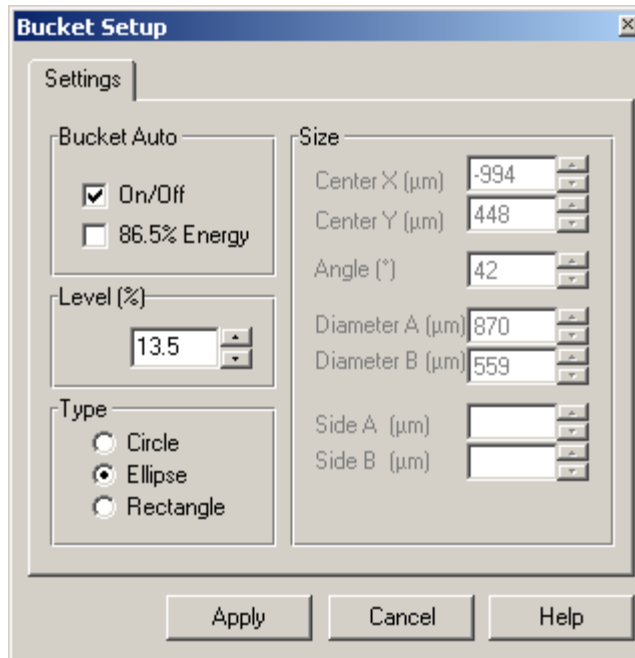 Bucket Setup
Settings
Bucket Auto
On/Off
86.5% Energy
Level (%)
13.5
Type
Circle
Ellipse
Rectangle
Size
Center X (µm) -994
Center Y (µm) 448
Angle (°) 42
Diameter A (µm) 870
Diameter B (µm) 559
Side A (µm)
Side B (µm)
Apply Cancel Help